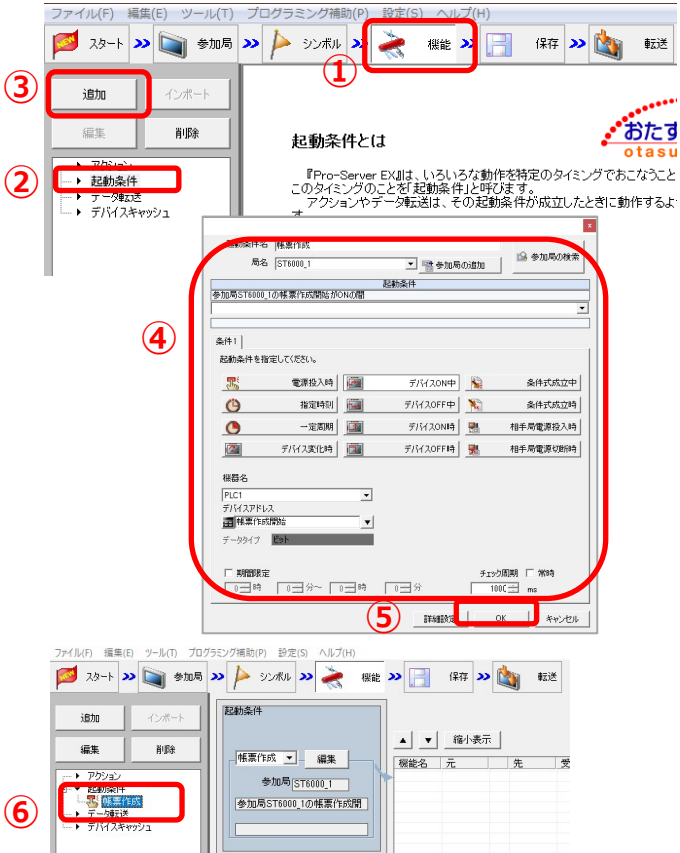 ファイル(F) 編集(E) ツール(T) プログラミング補助(P) 設定(S) ヘルプ(H)
スタート 参加局 シンボル 機能 保存 転送
①
③
追加 インポート
編集 削除
②
アクション
起動条件
データ転送
デバイスキャッシュ
起動条件とは
おたす
otasu
『Pro-Server EX』は、いろいろな動作を特定のタイミングでおこなうこと
このタイミングのことを「起動条件」と呼びます。
アクションやデータ転送は、その起動条件が成立したときに動作するよ
す。
④
起動条件名 帳票作成
局名 ST6000_1 参加局の追加 参加局の検索
起動条件
参加局ST6000_1の帳票作成開始がONの間
条件1
起動条件を指定してください。
電源投入時 デバイスON中 条件式成立中
指定時刻 デバイスOFF中 条件式成立時
一定周期 デバイスON時 相手局電源投入時
デバイス変化時 デバイスOFF時 相手局電源切断時
機器名
PLC1
デバイスアドレス
帳票作成開始
データタイプ ビット
期間限定 チェック周期 常時
0 時 0 分～ 0 時 0 分 1000 ms
⑤
詳細設定 OK キャンセル
ファイル(F) 編集(E) ツール(T) プログラミング補助(P) 設定(S) ヘルプ(H)
スタート 参加局 シンボル 機能 保存 転送
追加 インポート
編集 削除
⑥
アクション
起動条件
帳票作成
データ転送
デバイスキャッシュ
起動条件
帳票作成 編集
参加局 ST6000_1
参加局ST6000_1の帳票作成開
▲ ▼ 縮小表示
機能名 元 先 受